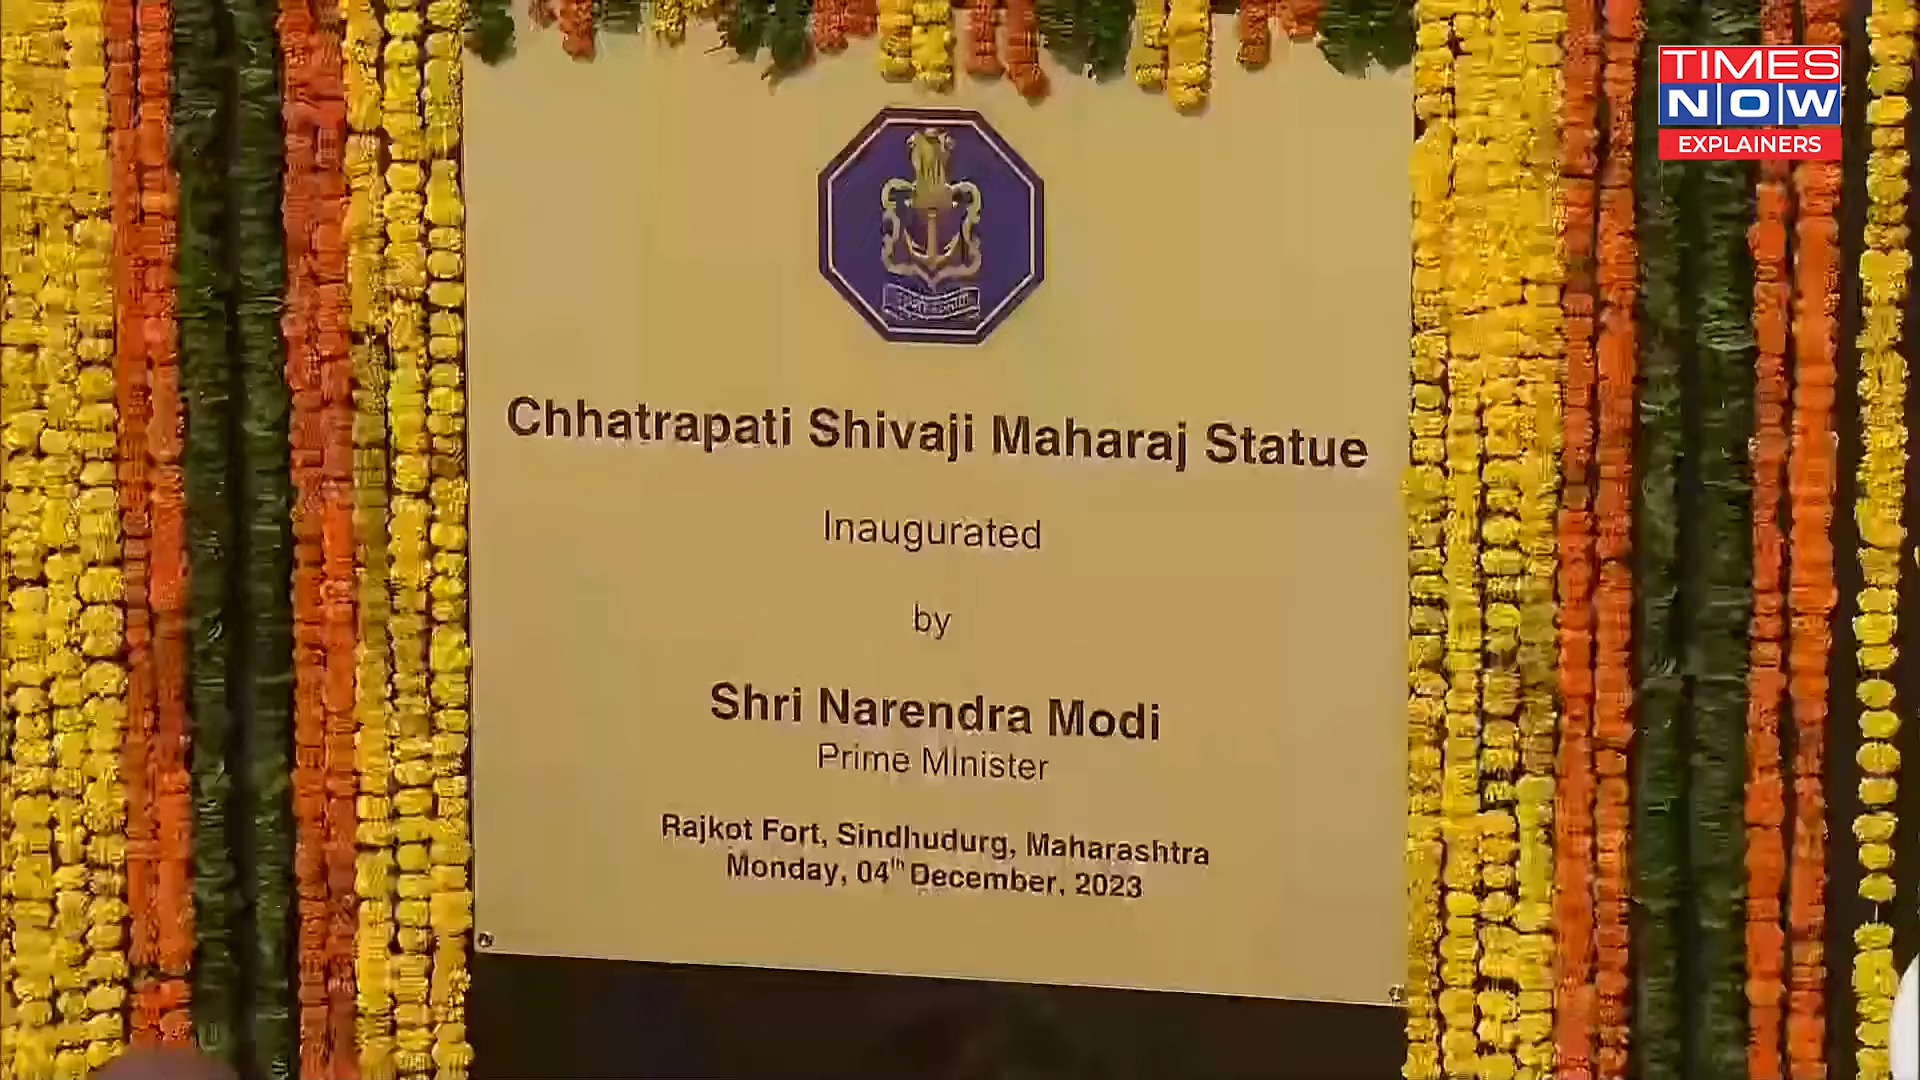 TIMES
NOW
EXPLAINERS
Chhatrapati Shivaji Maharaj Statue
Inaugurated
by
Shri Narendra Modi
Prime MInister
Rajkot Fort, Sindhudurg, Maharashtra
Monday, 04th December, 2023